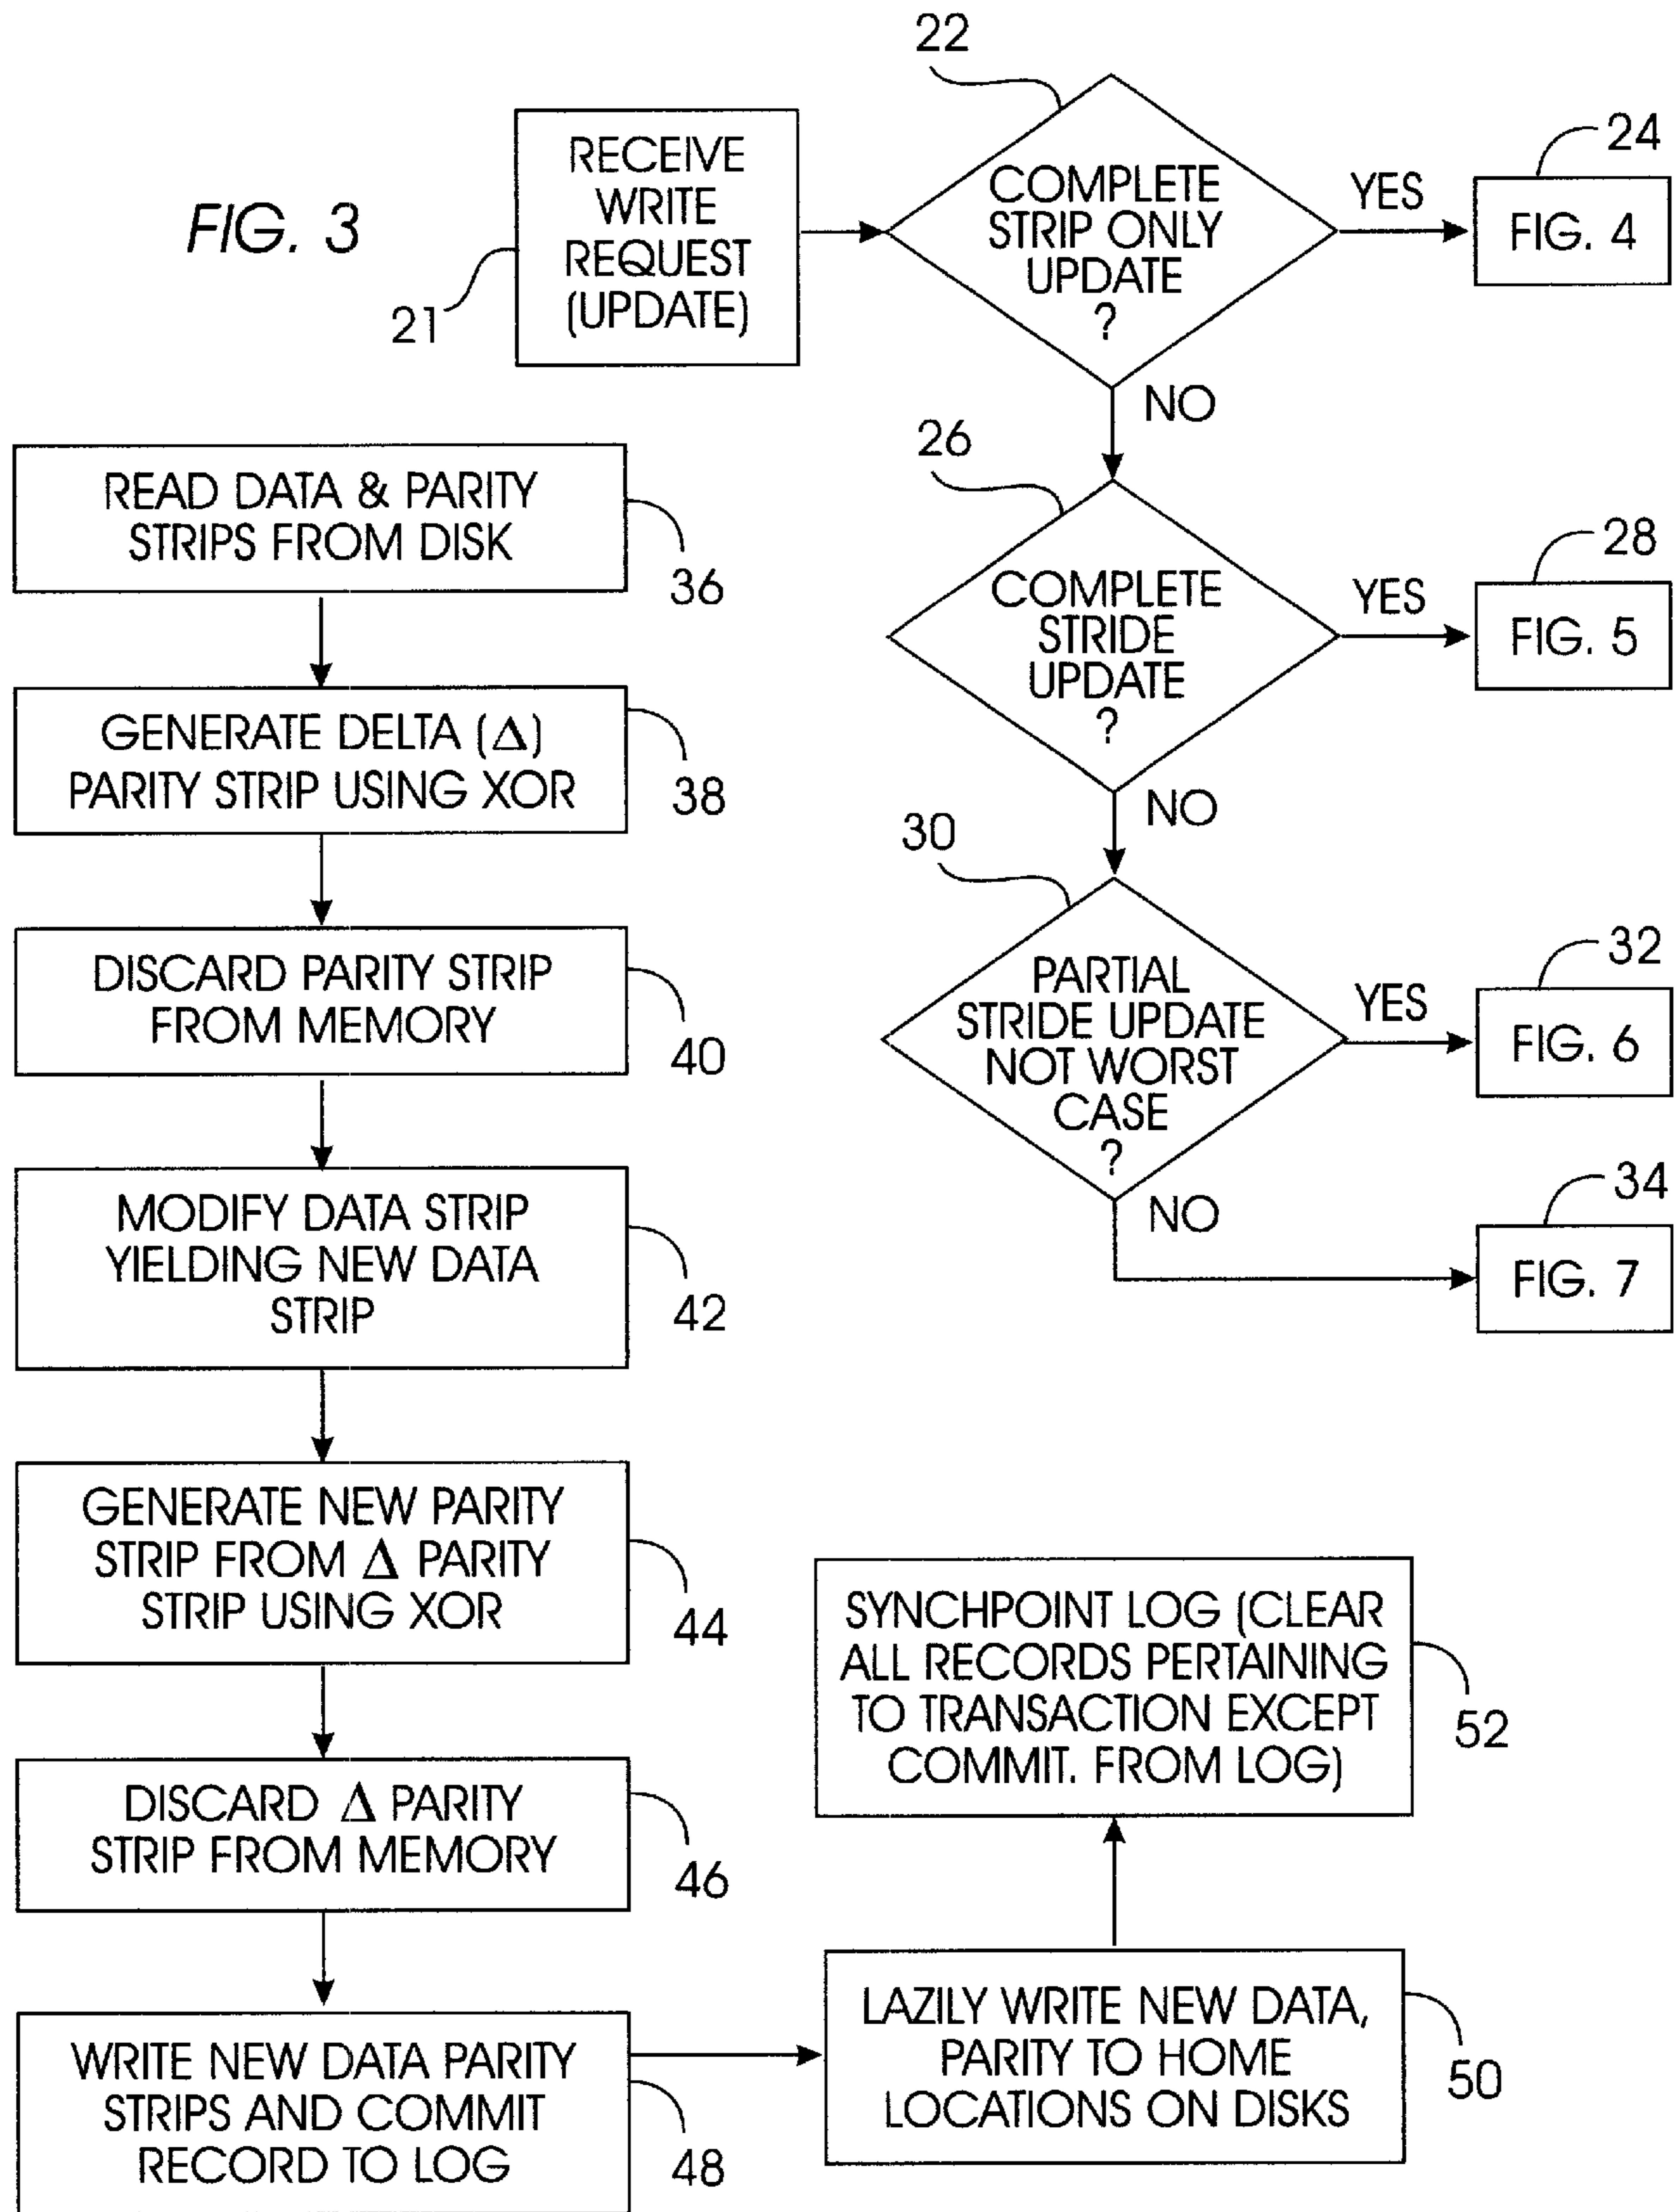 FIG. 3
21
RECEIVE
WRITE
REQUEST
(UPDATE)
22
COMPLETE
STRIP ONLY
UPDATE
?
YES
24
FIG. 4
NO
26
COMPLETE
STRIDE
UPDATE
?
YES
28
FIG. 5
NO
30
PARTIAL
STRIDE UPDATE
NOT WORST
CASE
?
YES
32
FIG. 6
NO
34
FIG. 7
READ DATA & PARITY
STRIPS FROM DISK
36
GENERATE DELTA (Δ)
PARITY STRIP USING XOR
38
DISCARD PARITY STRIP
FROM MEMORY
40
MODIFY DATA STRIP
YIELDING NEW DATA
STRIP
42
GENERATE NEW PARITY
STRIP FROM Δ PARITY
STRIP USING XOR
44
DISCARD Δ PARITY
STRIP FROM MEMORY
46
WRITE NEW DATA PARITY
STRIPS AND COMMIT
RECORD TO LOG
48
LAZILY WRITE NEW DATA,
PARITY TO HOME
LOCATIONS ON DISKS
50
SYNCHPOINT LOG (CLEAR
ALL RECORDS PERTAINING
TO TRANSACTION EXCEPT
COMMIT. FROM LOG)
52